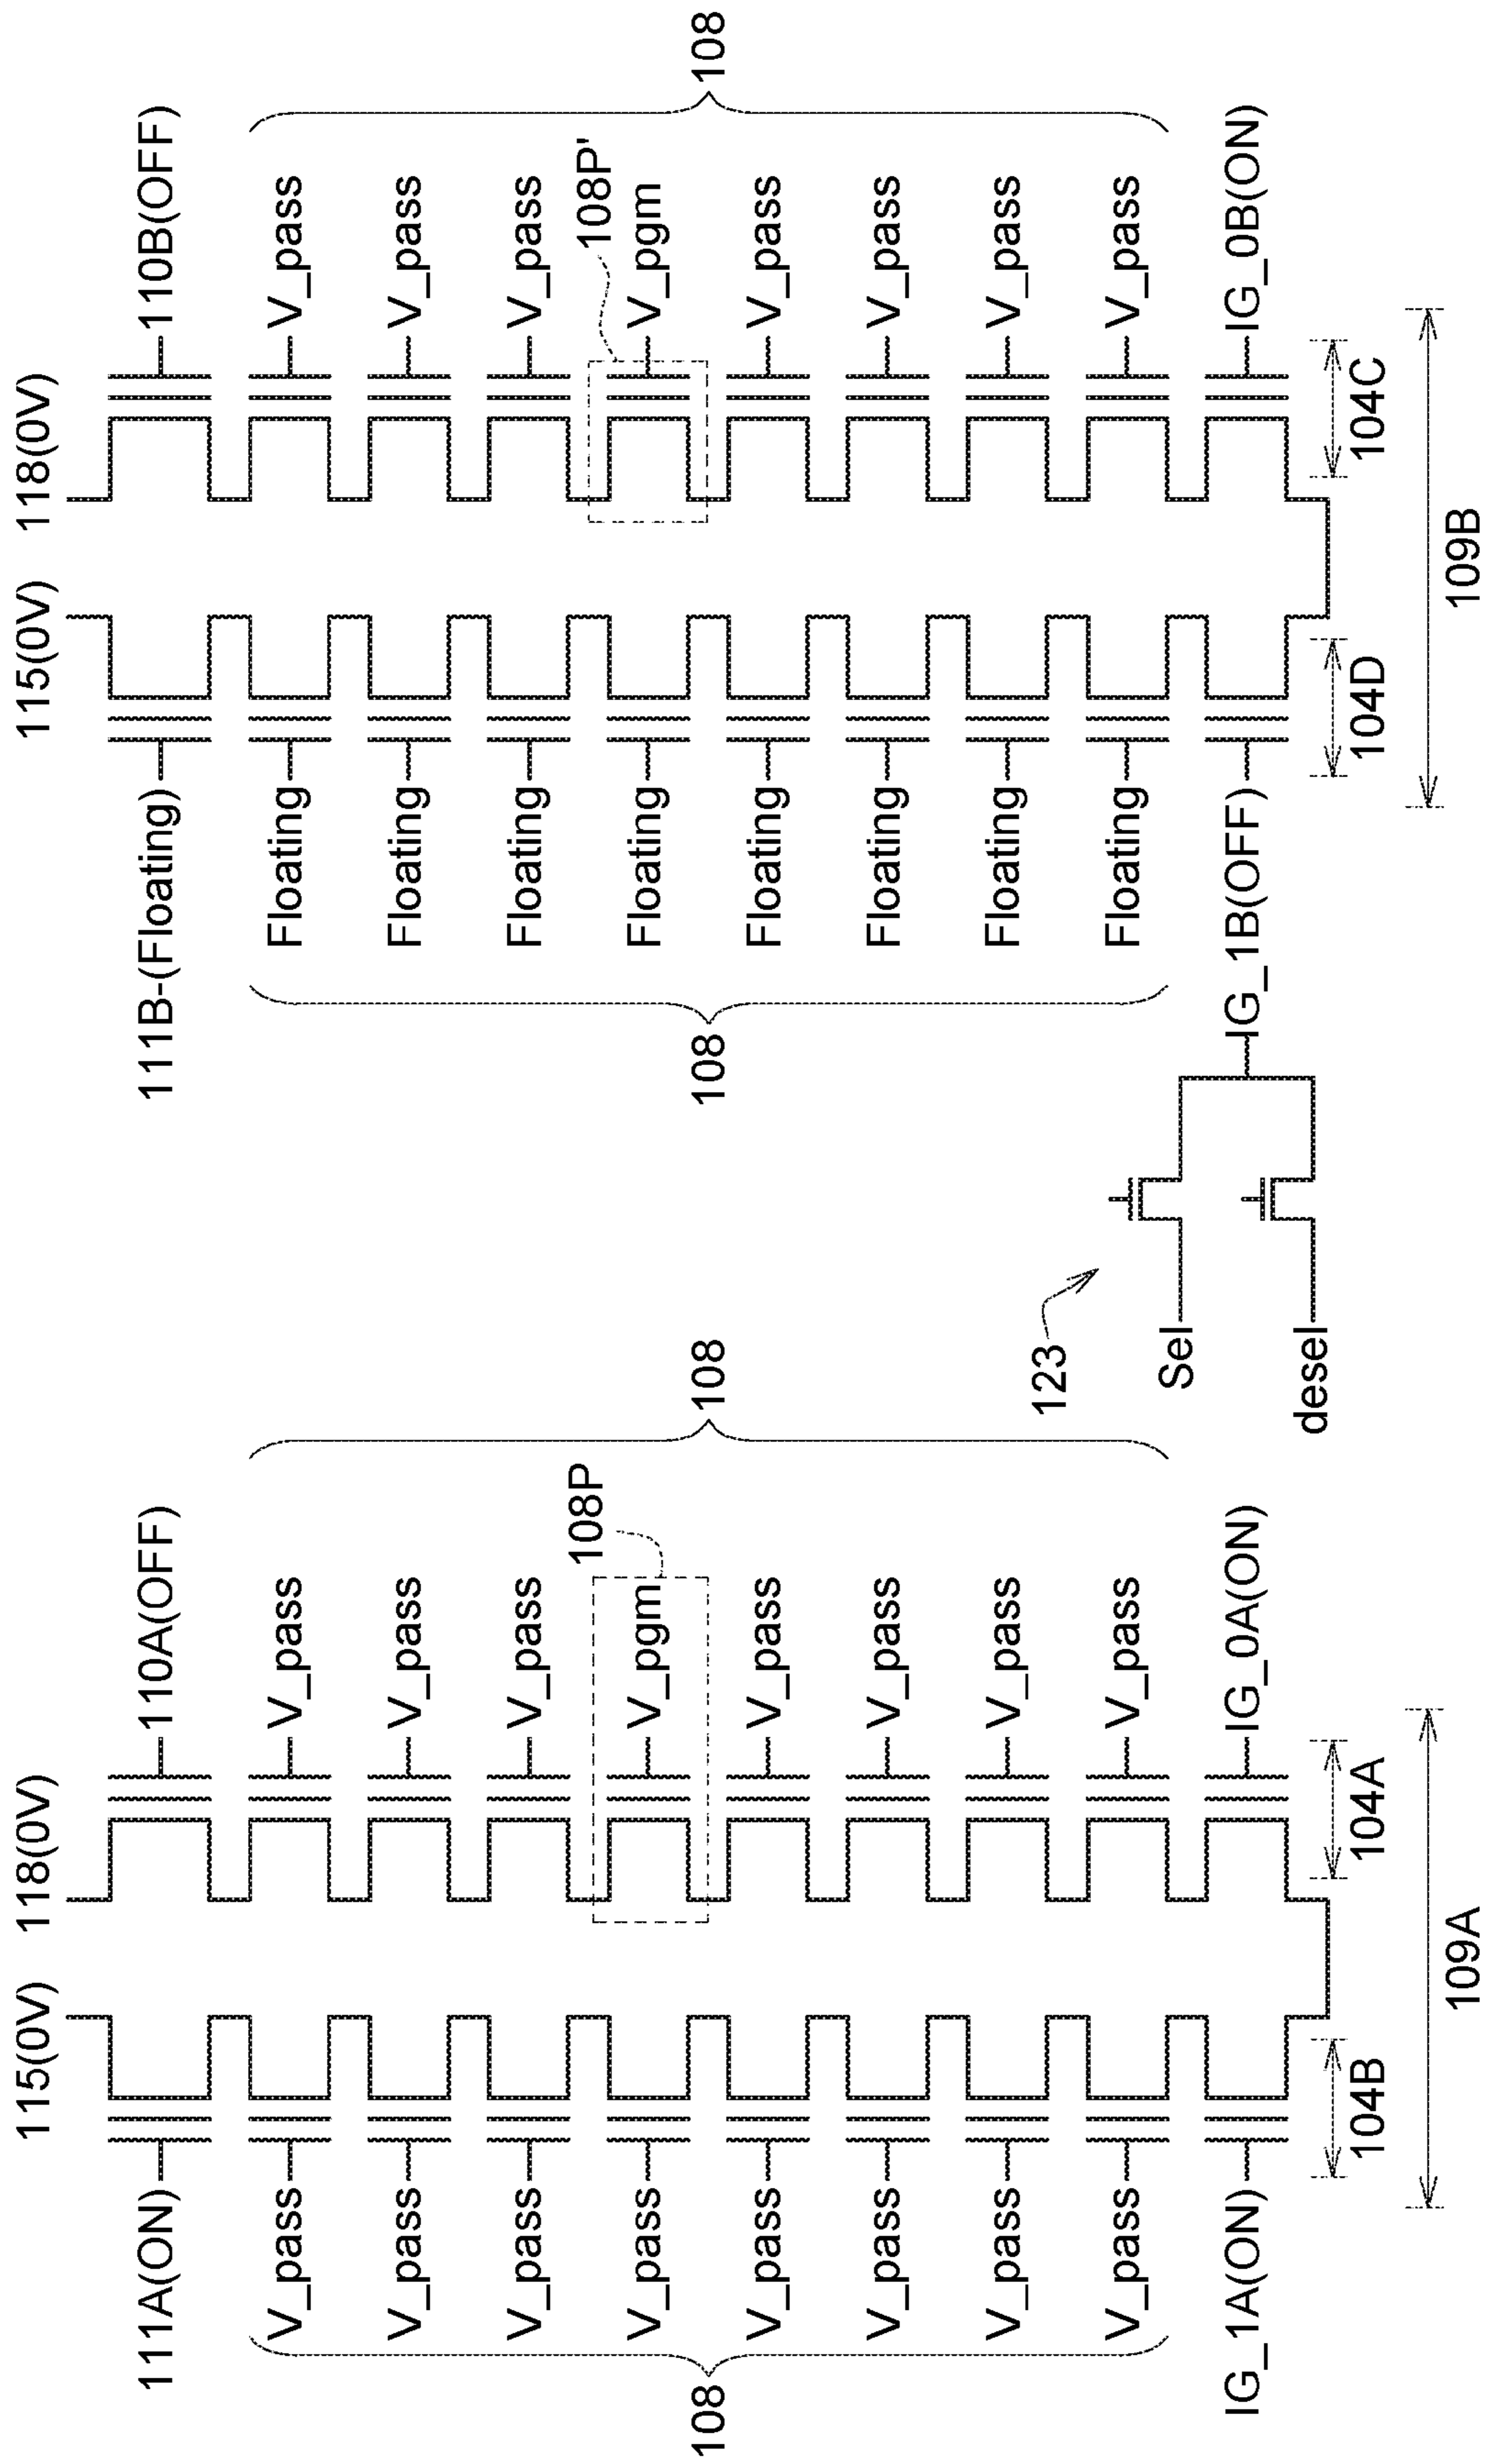 115(0V) 118(0V) 115(0V) 118(0V)
111A(ON) 110A(OFF) 111B-(Floating) 110B(OFF)
V_pass V_pass Floating V_pass
V_pass V_pass Floating V_pass
V_pass V_pass Floating V_pass
108P 108P'
V_pass V_pgm Floating V_pgm
108 108 108 108
V_pass V_pass Floating V_pass
V_pass V_pass Floating V_pass
V_pass V_pass Floating V_pass
123
V_pass V_pass Floating V_pass
Sel
IG_1A(ON) IG_0A(ON) IG_1B(OFF) IG_0B(ON)
desel
104B 104A 104D 104C
109A 109B